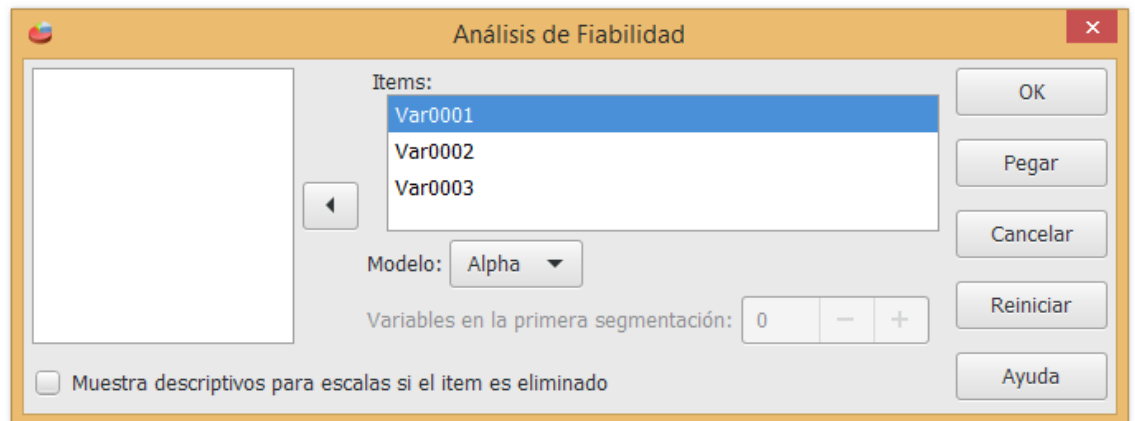 Análisis de Fiabilidad
Items:
Var0001
Var0002
Var0003
Modelo: Alpha
Variables en la primera segmentación: 0 − +
Muestra descriptivos para escalas si el item es eliminado
OK
Pegar
Cancelar
Reiniciar
Ayuda